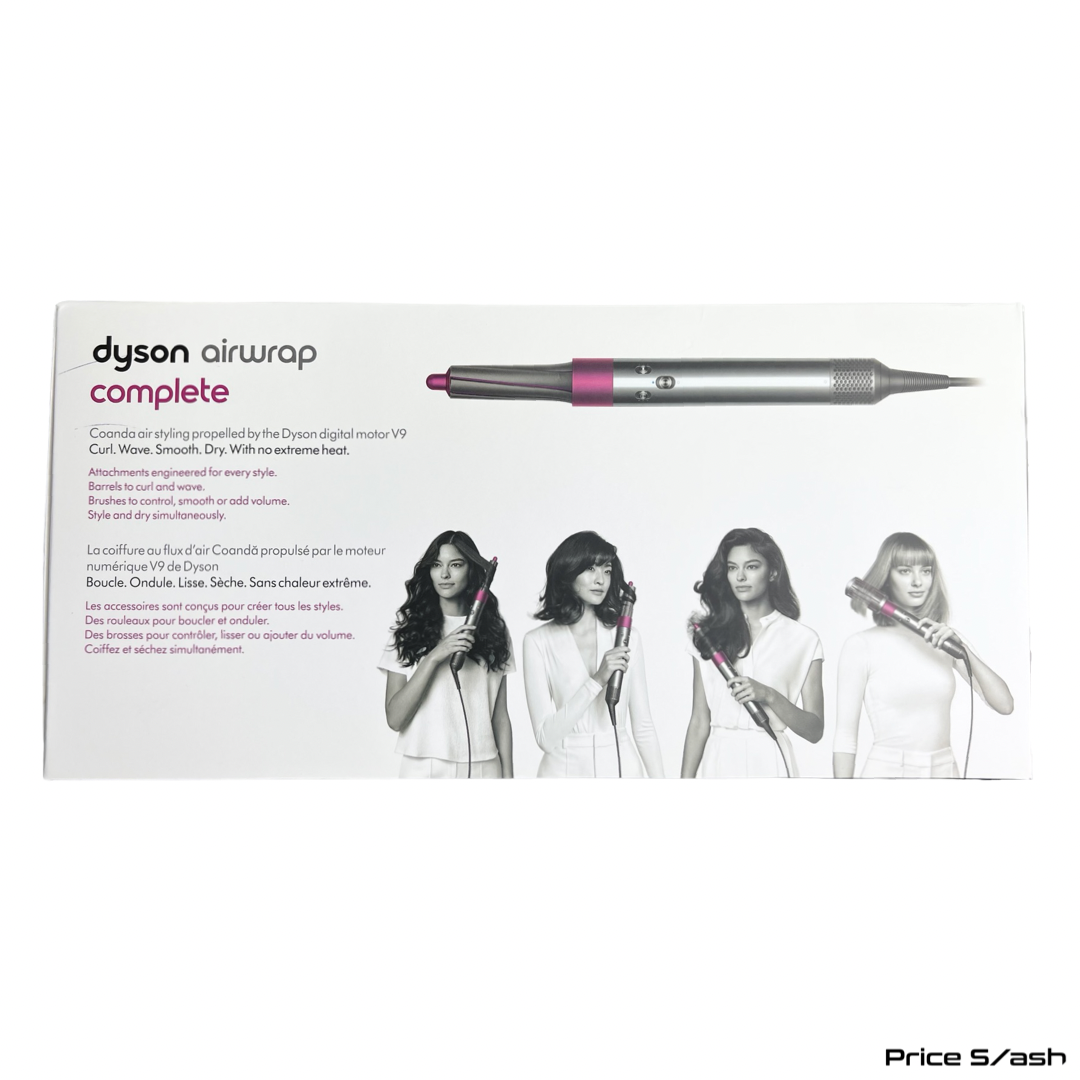 dyson airwrap
complete
Coanda air styling propelled by the Dyson digital motor V9
Curl. Wave. Smooth. Dry. With no extreme heat.
Attachments engineered for every style.
Barrels to curl and wave.
Brushes to control, smooth or add volume.
Style and dry simultaneously.
La coiffure au flux d'air Coandă propulsé par le moteur
numérique V9 de Dyson
Boucle. Ondule. Lisse. Sèche. Sans chaleur extrême.
Les accessoires sont conçus pour créer tous les styles.
Des rouleaux pour boucler et onduler.
Des brosses pour contrôler, lisser ou ajouter du volume.
Coiffez et séchez simultanément.
Price S/ash